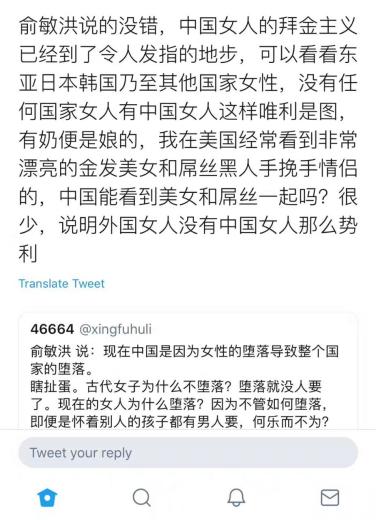 俞敏洪说的没错，中国女人的拜金主义
已经到了令人发指的地步，可以看看东
亚日本韩国乃至其他国家女性，没有任
何国家女人有中国女人这样唯利是图，
有奶便是娘的，我在美国经常看到非常
漂亮的金发美女和屌丝黑人手挽手情侣
的，中国能看到美女和屌丝一起吗？很
少，说明外国女人没有中国女人那么势
利
Translate Tweet
46664 @xingfuhuli
俞敏洪 说：现在中国是因为女性的堕落导致整个国
家的堕落。
瞎扯蛋。古代女子为什么不堕落？堕落就没人要
了。现在的女人为什么堕落？因为不管如何堕落，
即便是怀着别人的孩子都有男人要，何乐而不为？
Tweet your reply